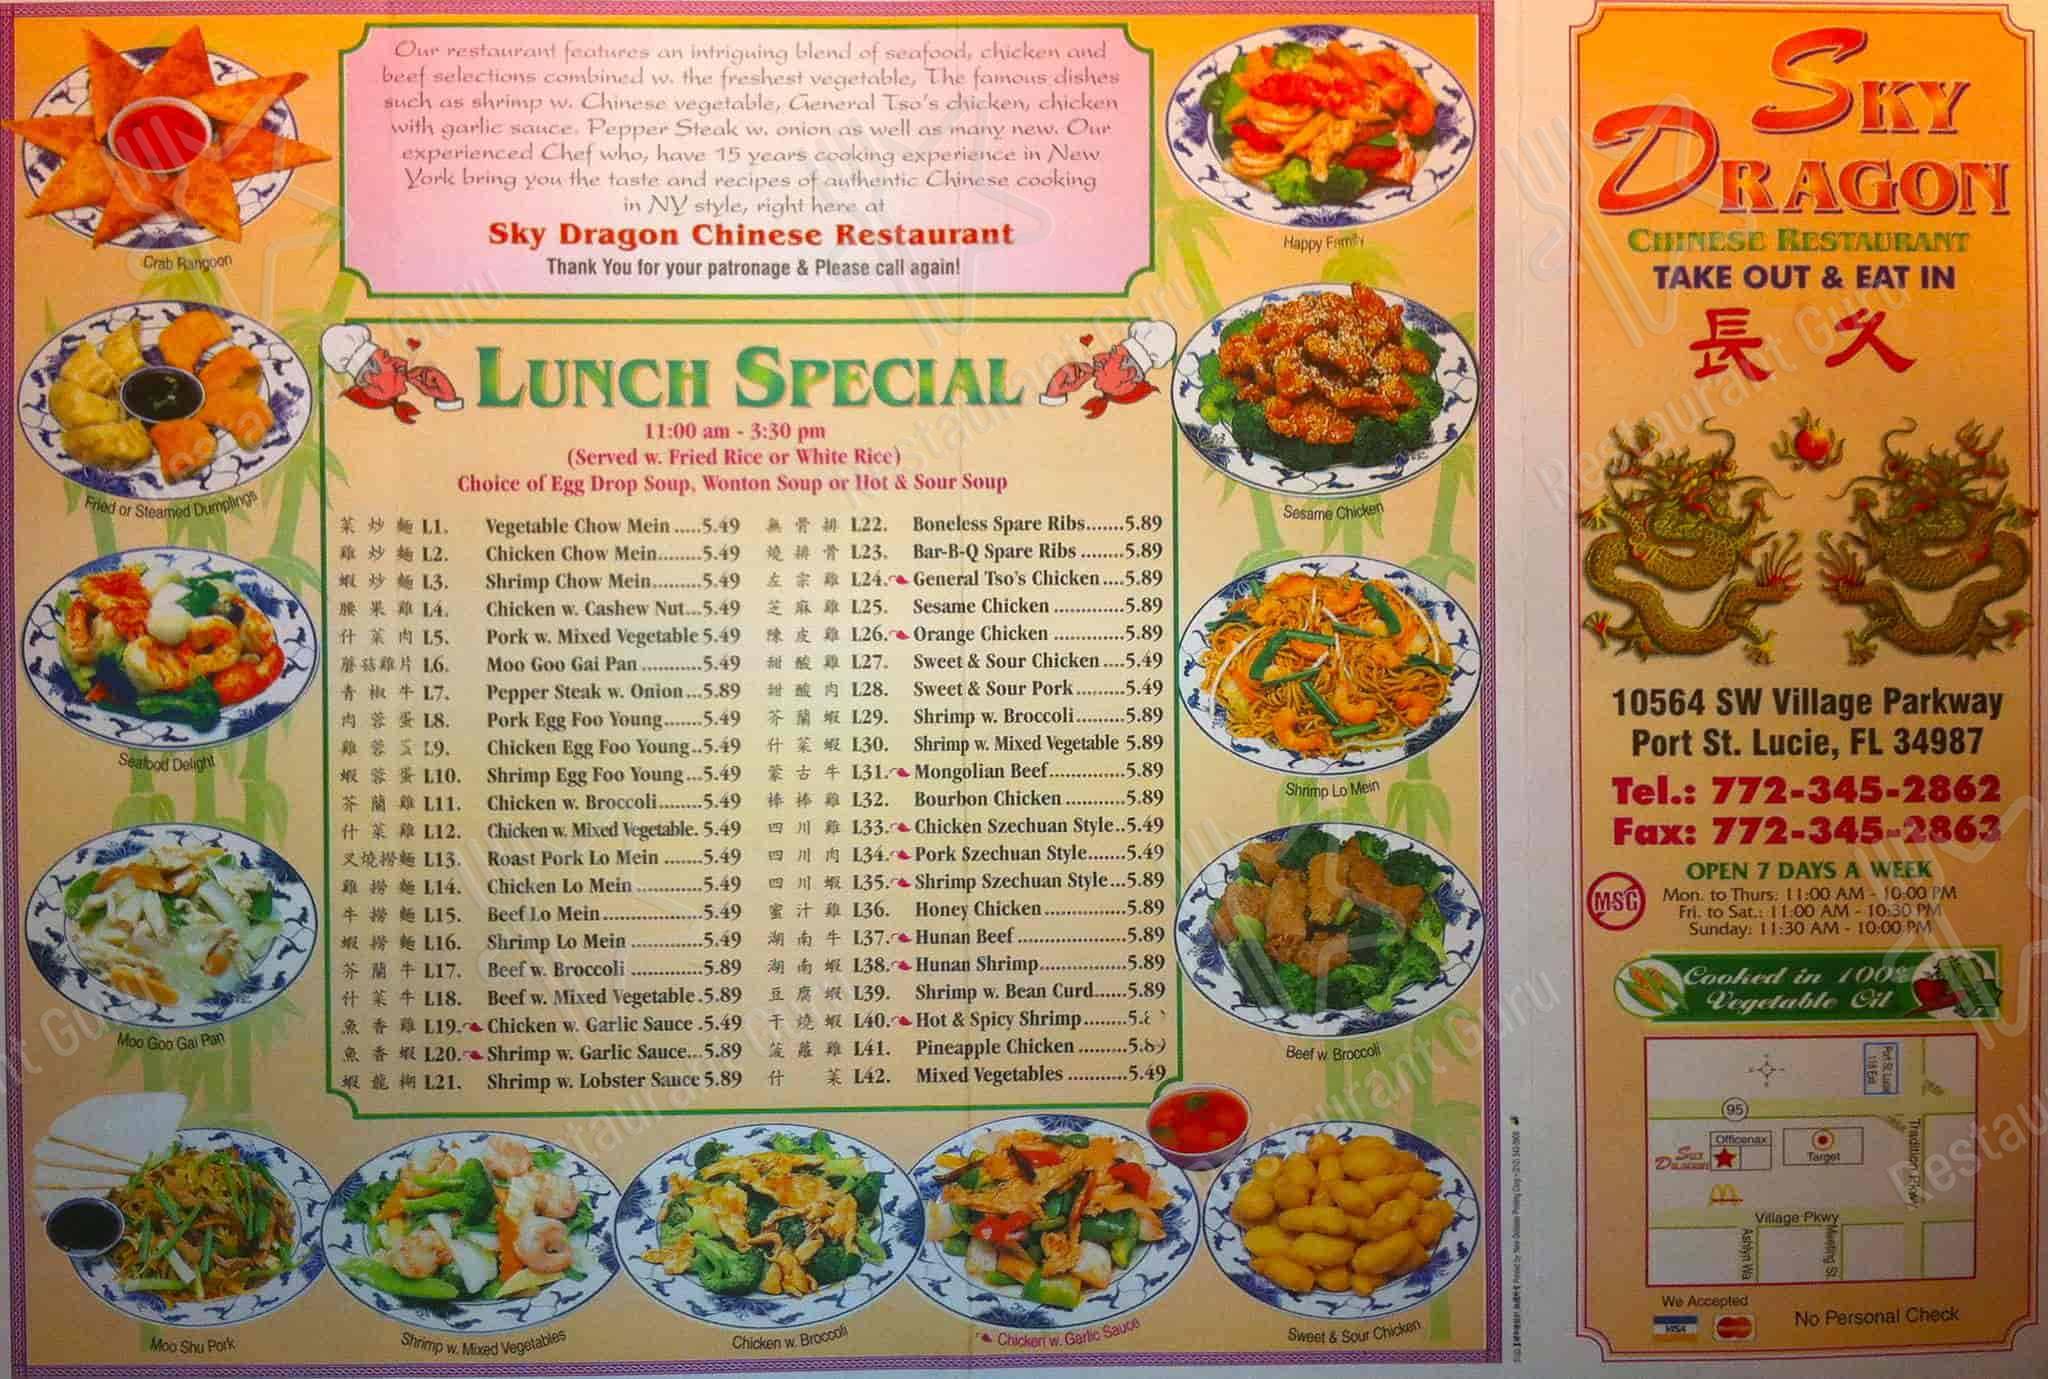 Our restaurant features an intriguing blend of seafood, chicken and
beef selections combined w. the freshest vegetable, The famous dishes
such as shrimp w. Chinese vegetable, General Tso's chicken, chicken
with garlic sauce. Pepper Steak w. onion as well as many new. Our
experienced Chef who, have 15 years cooking experience in New
York bring you the taste and recipes of authentic Chinese cooking
in NY style, right here at
Sky Dragon Chinese Restaurant
Thank You for your patronage & Please call again!
Crab Rangoon
Fried or Steamed Dumplings
Seafood Delight
Moo Goo Gai Pan
Moo Shu Pork
LUNCH SPECIAL
11:00 am - 3:30 pm
(Served w. Fried Rice or White Rice)
Choice of Egg Drop Soup, Wonton Soup or Hot & Sour Soup
菜炒麵 L1. Vegetable Chow Mein .....5.49
雞炒麵 L2. Chicken Chow Mein........5.49
蝦炒麵 L3. Shrimp Chow Mein.........5.49
腰果雞 L4. Chicken w. Cashew Nut...5.49
什菜肉 L5. Pork w. Mixed Vegetable 5.49
蘑菇雞片 L6. Moo Goo Gai Pan ...........5.49
青椒牛 L7. Pepper Steak w. Onion...5.89
肉蓉蛋 L8. Pork Egg Foo Young.......5.49
雞蓉 L9. Chicken Egg Foo Young..5.49
蝦蓉蛋 L10. Shrimp Egg Foo Young...5.49
芥蘭雞 L11. Chicken w. Broccoli........5.49
什菜雞 L12. Chicken w. Mixed Vegetable. 5.49
叉燒撈麵 L13. Roast Pork Lo Mein .......5.49
雞撈麵 L14. Chicken Lo Mein ............5.49
牛撈麵 L15. Beef Lo Mein..................5.49
蝦撈麵 L16. Shrimp Lo Mein .............5.49
芥蘭牛 L17. Beef w. Broccoli .............5.89
什菜牛 L18. Beef w. Mixed Vegetable.5.89
魚香雞 L19. Chicken w. Garlic Sauce .5.49
魚香蝦 L20. Shrimp w. Garlic Sauce...5.89
蝦龍糊 L21. Shrimp w. Lobster Sauce 5.89
無骨排 L22. Boneless Spare Ribs.......5.89
燒排骨 L23. Bar-B-Q Spare Ribs ........5.89
左宗雞 L24. General Tso's Chicken....5.89
芝麻雞 L25. Sesame Chicken .............5.89
陳皮雞 L26. Orange Chicken .............5.89
甜酸雞 L27. Sweet & Sour Chicken....5.49
甜酸肉 L28. Sweet & Sour Pork.........5.49
芥蘭蝦 L29. Shrimp w. Broccoli.........5.89
什菜蝦 L30. Shrimp w. Mixed Vegetable 5.89
蒙古牛 L31. Mongolian Beef..............5.89
棒棒雞 L32. Bourbon Chicken ...........5.89
四川雞 L33. Chicken Szechuan Style..5.49
四川肉 L34. Pork Szechuan Style.......5.49
四川蝦 L35. Shrimp Szechuan Style...5.89
蜜汁雞 L36. Honey Chicken ...............5.89
湖南牛 L37. Hunan Beef ....................5.89
湖南蝦 L38. Hunan Shrimp................5.89
豆腐蝦 L39. Shrimp w. Bean Curd......5.89
干燒蝦 L40. Hot & Spicy Shrimp........
菠蘿雞 L41. Pineapple Chicken .........5.89
什菜 L42. Mixed Vegetables ...........5.49
Happy Family
Sesame Chicken
Shrimp Lo Mein
Beef w. Broccoli
Shrimp w. Mixed Vegetables
Chicken w. Broccoli
Chicken w. Garlic Sauce
Sweet & Sour Chicken
SKY
DRAGON
CHINESE RESTAURANT
TAKE OUT & EAT IN
長久
10564 SW Village Parkway
Port St. Lucie, FL 34987
Tel.: 772-345-2862
Fax: 772-345-2863
OPEN 7 DAYS A WEEK
MSG
Mon. to Thurs: 11:00 AM - 10:00 PM
Fri. to Sat.: 11:00 AM - 10:30 PM
Sunday: 11:30 AM - 10:00 PM
Cooked in 100%
Vegetable Oil
Port St. Lucie
118 Exit
95
Officemax
SKY
DRAGON
Target
Tradition Pkwy
Village Pkwy
Ashlyn Wa
Meeting St
We Accepted
VISA
MasterCard
No Personal Check
Restaurant Guru
Restaurant Guru
Restaurant Guru
Restaurant Guru
Restaurant Guru